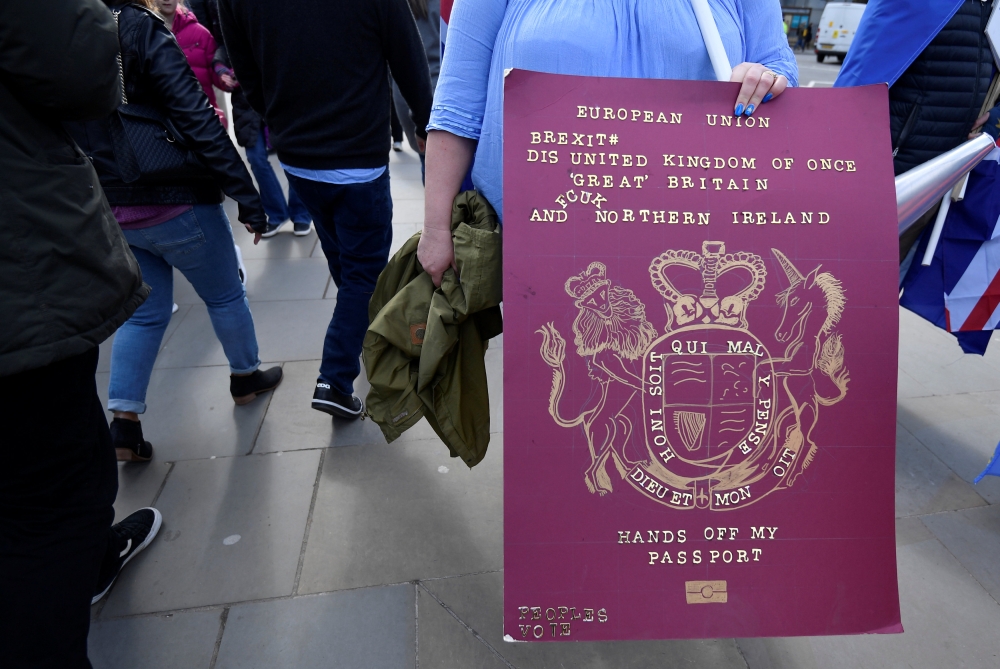 EUROPEAN UNION
BREXIT#
DIS UNITED KINGDOM OF ONCE
'GREAT' BRITAIN
FCUK
AND NORTHERN IRELAND
HONI SOIT QUI MAL Y PENSE
DIEU ET MON
LIO
HANDS OFF MY
PASSPORT
PEOPLES
VOTE